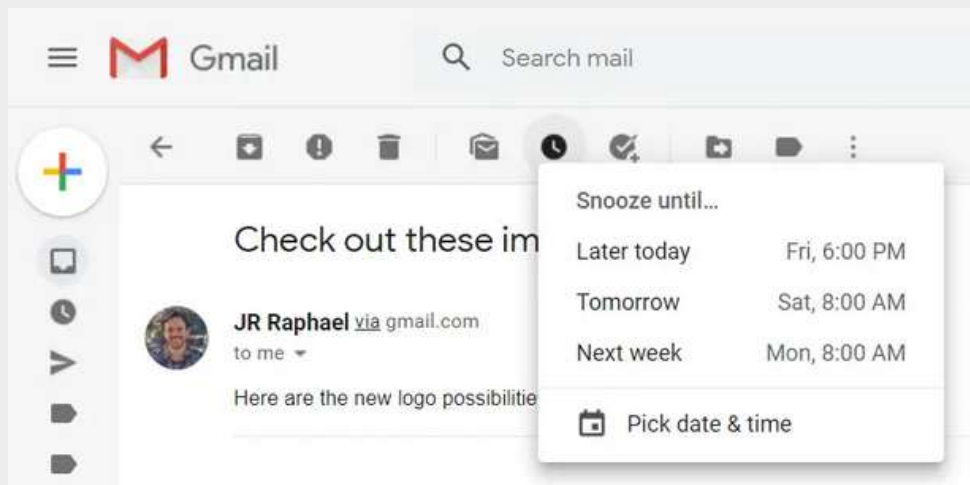 Gmail
Search mail
Snooze until...
Check out these im
Later today Fri, 6:00 PM
Tomorrow Sat, 8:00 AM
JR Raphael via gmail.com
to me
Next week Mon, 8:00 AM
Here are the new logo possibilitie
Pick date & time